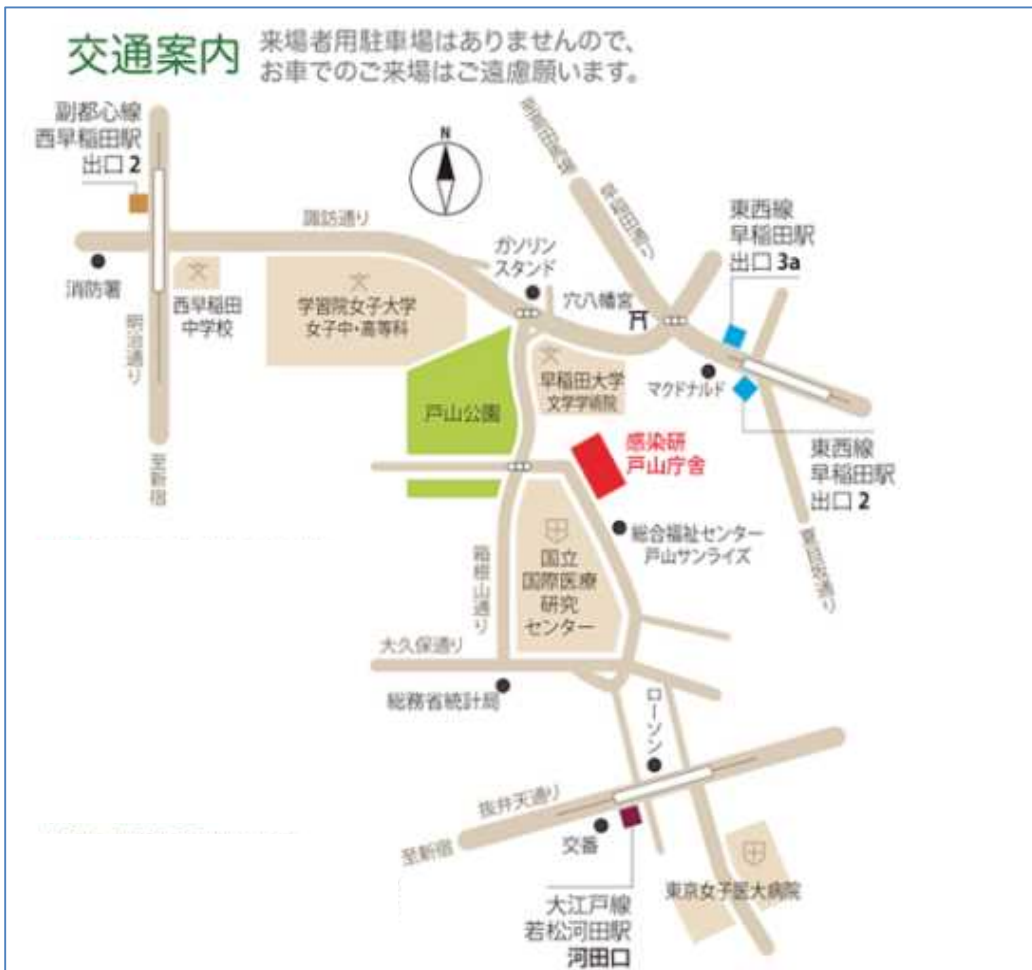 交通案内
来場者用駐車場はありませんので、
お車でのご来場はご遠慮願います。
副都心線
西早稲田駅
出口 2
N
諏訪通り
ガソリン
スタンド
早稲田通り
東西線
早稲田駅
出口 3a
消防署
西早稲田
中学校
学習院女子大学
女子中・高等科
穴八幡宮
明治通り
早稲田大学
文学学術院
マクドナルド
戸山公園
感染研
戸山庁舎
東西線
早稲田駅
出口 2
至新宿
総合福祉センター
戸山サンライズ
国立
国際医療
研究
センター
箱根山通り
夏目坂通り
大久保通り
総務省統計局
ローソン
抜弁天通り
至新宿
交番
東京女子医大病院
大江戸線
若松河田駅
河田口